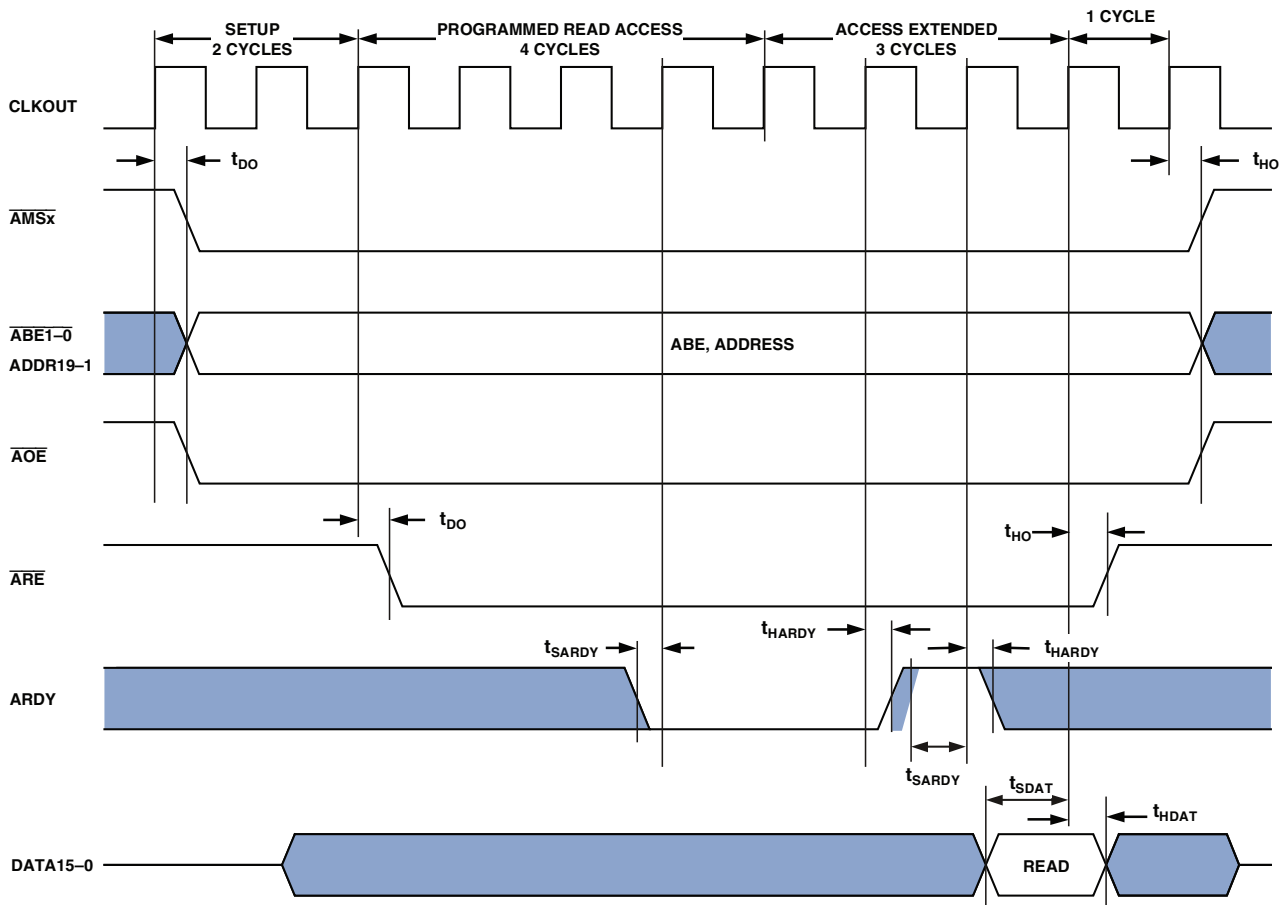 SETUP
2 CYCLES
PROGRAMMED READ ACCESS
4 CYCLES
ACCESS EXTENDED
3 CYCLES
1 CYCLE
CLKOUT
tDO
tHO
AMSx
ABE1–0
ADDR19–1
ABE, ADDRESS
AOE
tDO
tHO
ARE
tSARDY
tHARDY
tHARDY
ARDY
tSARDY
tSDAT
tHDAT
DATA15–0
READ